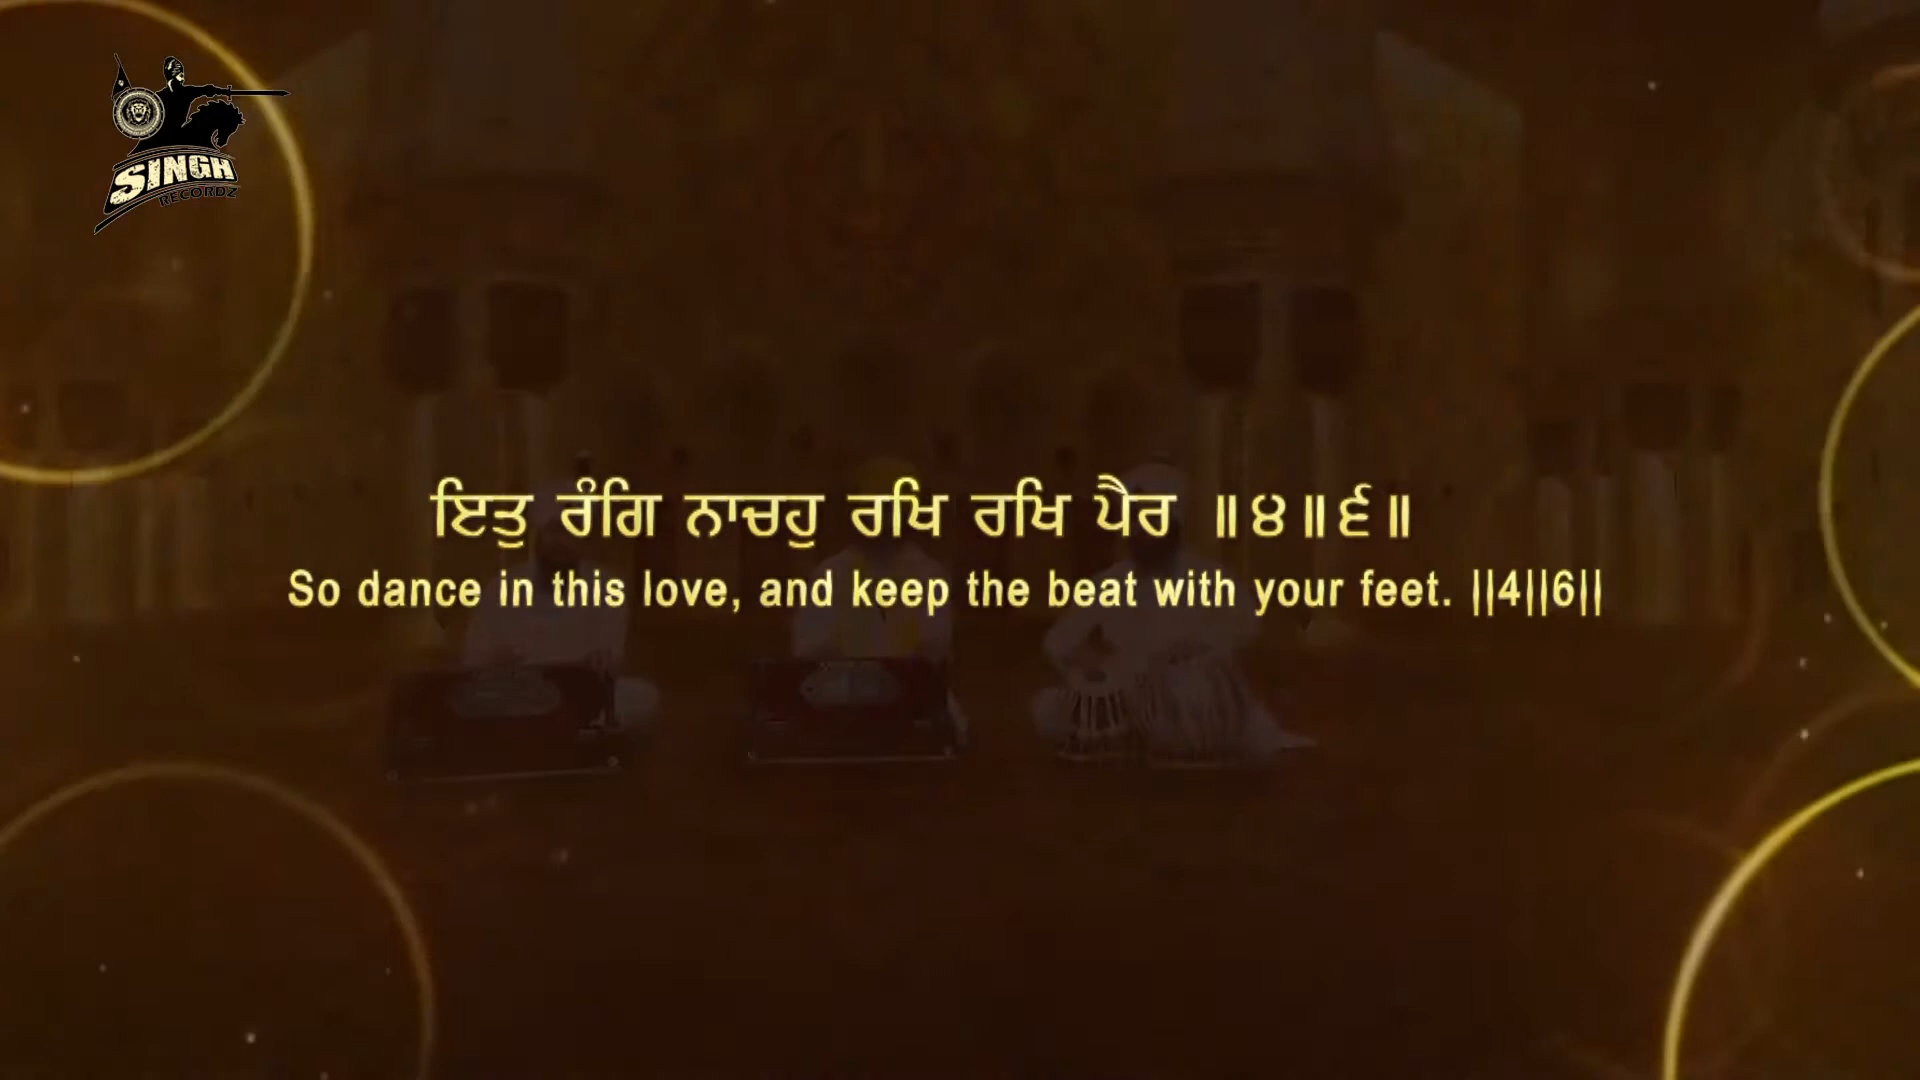 SINGH
RECORDZ
ਇਤੁ ਰੰਗਿ ਨਾਚਹੁ ਰਖਿ ਰਖਿ ਪੈਰ ॥੪॥੬॥
So dance in this love, and keep the beat with your feet. ||4||6||